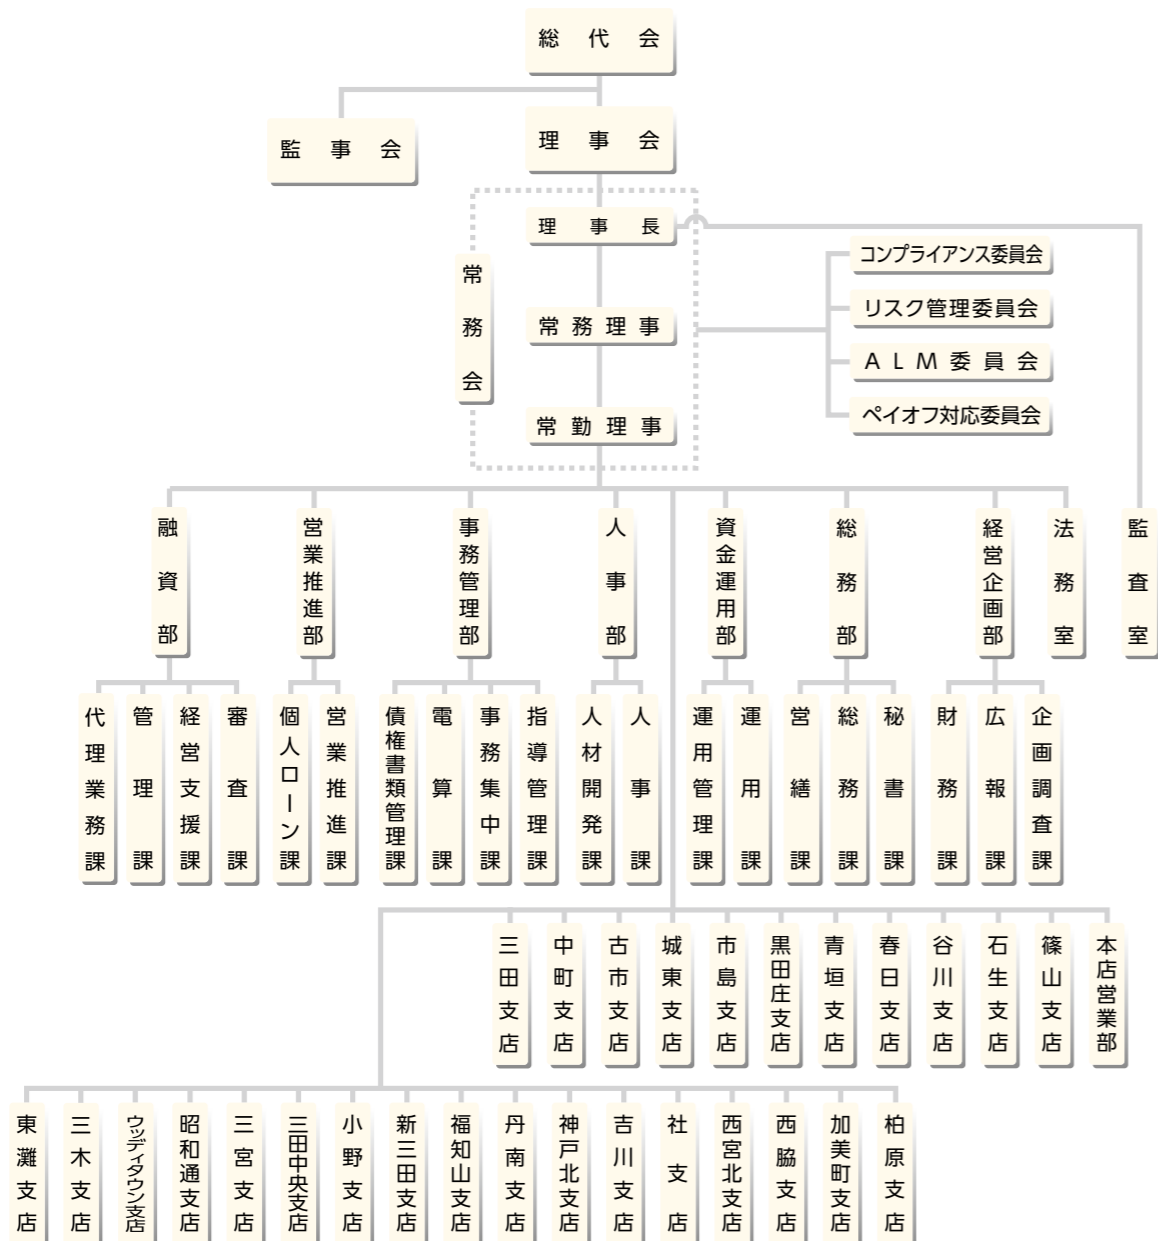 総代会
監事会
理事会
理事長
常務会
常務理事
常勤理事
コンプライアンス委員会
リスク管理委員会
ALM委員会
ペイオフ対応委員会
融資部
営業推進部
事務管理部
人事部
資金運用部
総務部
経営企画部
法務室
監査室
代理業務課
管理課
経営支援課
審査課
個人ローン課
営業推進課
債権書類管理課
電算課
事務集中課
指導管理課
人材開発課
人事課
運用管理課
運用課
営繕課
総務課
秘書課
財務課
広報課
企画調査課
三田支店
中町支店
古市支店
城東支店
市島支店
黒田庄支店
青垣支店
春日支店
谷川支店
石生支店
篠山支店
本店営業部
東灘支店
三木支店
ウッディタウン支店
昭和通支店
三宮支店
三田中央支店
小野支店
新三田支店
福知山支店
丹南支店
神戸北支店
吉川支店
社支店
西宮北支店
西脇支店
加美町支店
柏原支店